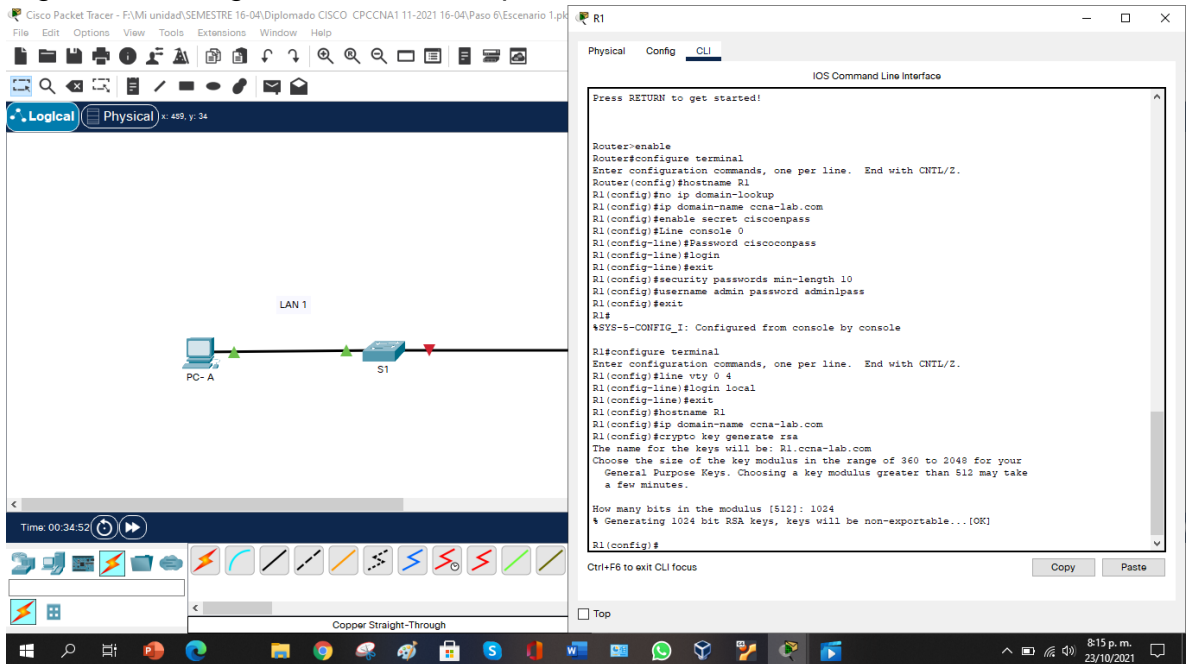 Cisco Packet Tracer - F:\Mi unidad\SEMESTRE 16-04\Diplomado CISCO CPCCNA1 11-2021 16-04\Paso 6\Escenario 1.pk
File Edit Options View Tools Extensions Window Help
Logical Physical x: 489, y: 34
LAN 1
PC- A
S1
Time: 00:34:52
Copper Straight-Through
R1
Physical Config CLI
IOS Command Line Interface
Press RETURN to get started!
Router>enable
Router#configure terminal
Enter configuration commands, one per line. End with CNTL/Z.
Router(config)#hostname R1
R1(config)#no ip domain-lookup
R1(config)#ip domain-name ccna-lab.com
R1(config)#enable secret ciscoenpass
R1(config)#Line console 0
R1(config-line)#Password ciscoconpass
R1(config-line)#login
R1(config-line)#exit
R1(config)#security passwords min-length 10
R1(config)#username admin password admin1pass
R1(config)#exit
R1#
%SYS-5-CONFIG_I: Configured from console by console
R1#configure terminal
Enter configuration commands, one per line. End with CNTL/Z.
R1(config)#line vty 0 4
R1(config-line)#login local
R1(config-line)#exit
R1(config)#hostname R1
R1(config)#ip domain-name ccna-lab.com
R1(config)#crypto key generate rsa
The name for the keys will be: R1.ccna-lab.com
Choose the size of the key modulus in the range of 360 to 2048 for your
General Purpose Keys. Choosing a key modulus greater than 512 may take
a few minutes.
How many bits in the modulus [512]: 1024
% Generating 1024 bit RSA keys, keys will be non-exportable...[OK]
R1(config)#
Ctrl+F6 to exit CLI focus
Copy Paste
Top
8:15 p. m.
23/10/2021